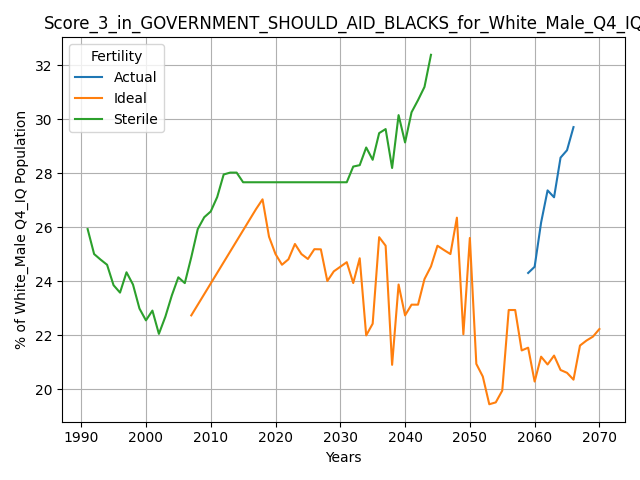 Score_3_in_GOVERNMENT_SHOULD_AID_BLACKS_for_White_Male_Q4_IQ
Fertility
Actual
Ideal
Sterile
% of White_Male Q4_IQ Population
32
30
28
26
24
22
20
1990 2000 2010 2020 2030 2040 2050 2060 2070
Years